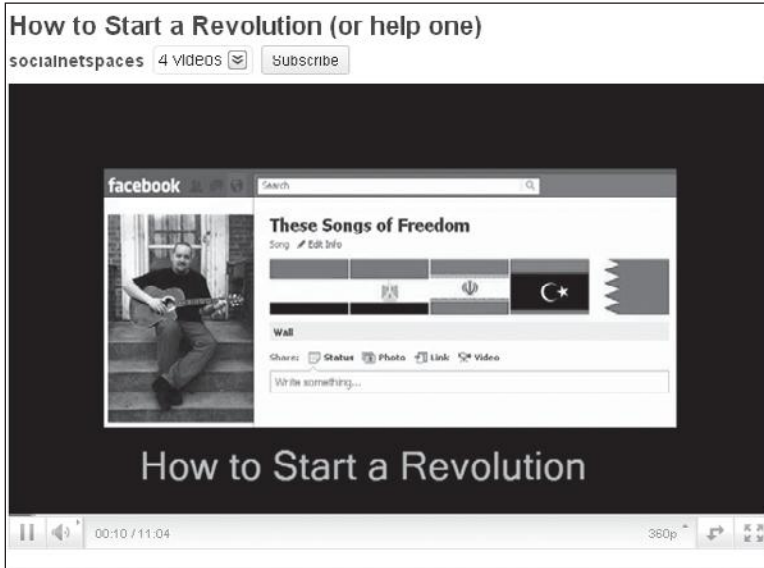 How to Start a Revolution (or help one)
socialnetspaces 4 videos Subscribe
facebook Search
These Songs of Freedom
Song Edit Info
Wall
Share: Status Photo Link Video
Write something...
How to Start a Revolution
00:10 / 11:04 360p